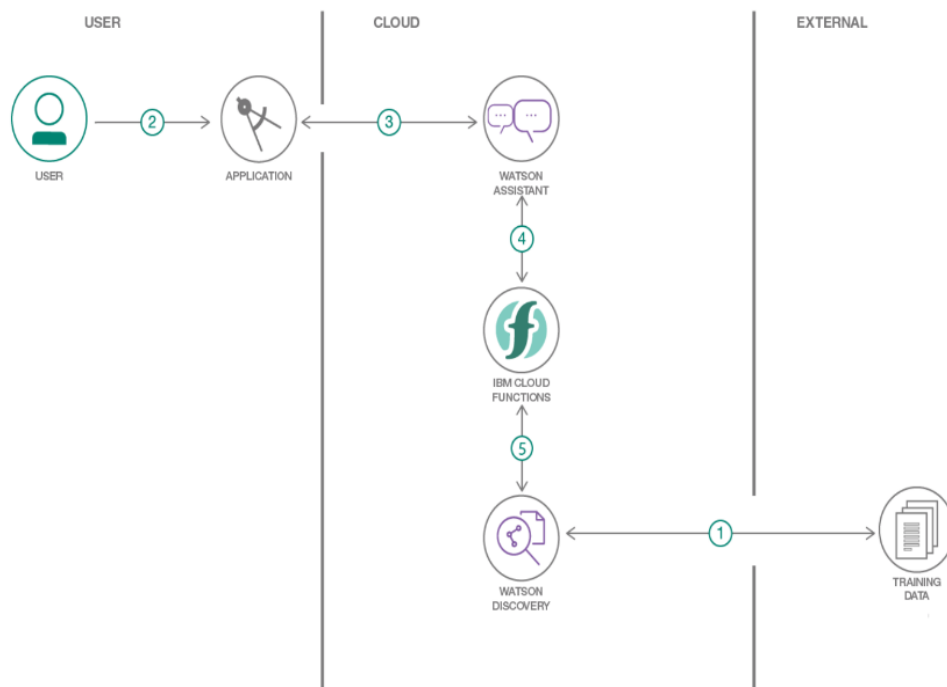 USER
CLOUD
EXTERNAL
2
3
USER
APPLICATION
WATSON
ASSISTANT
4
IBM CLOUD
FUNCTIONS
5
1
WATSON
DISCOVERY
TRAINING
DATA